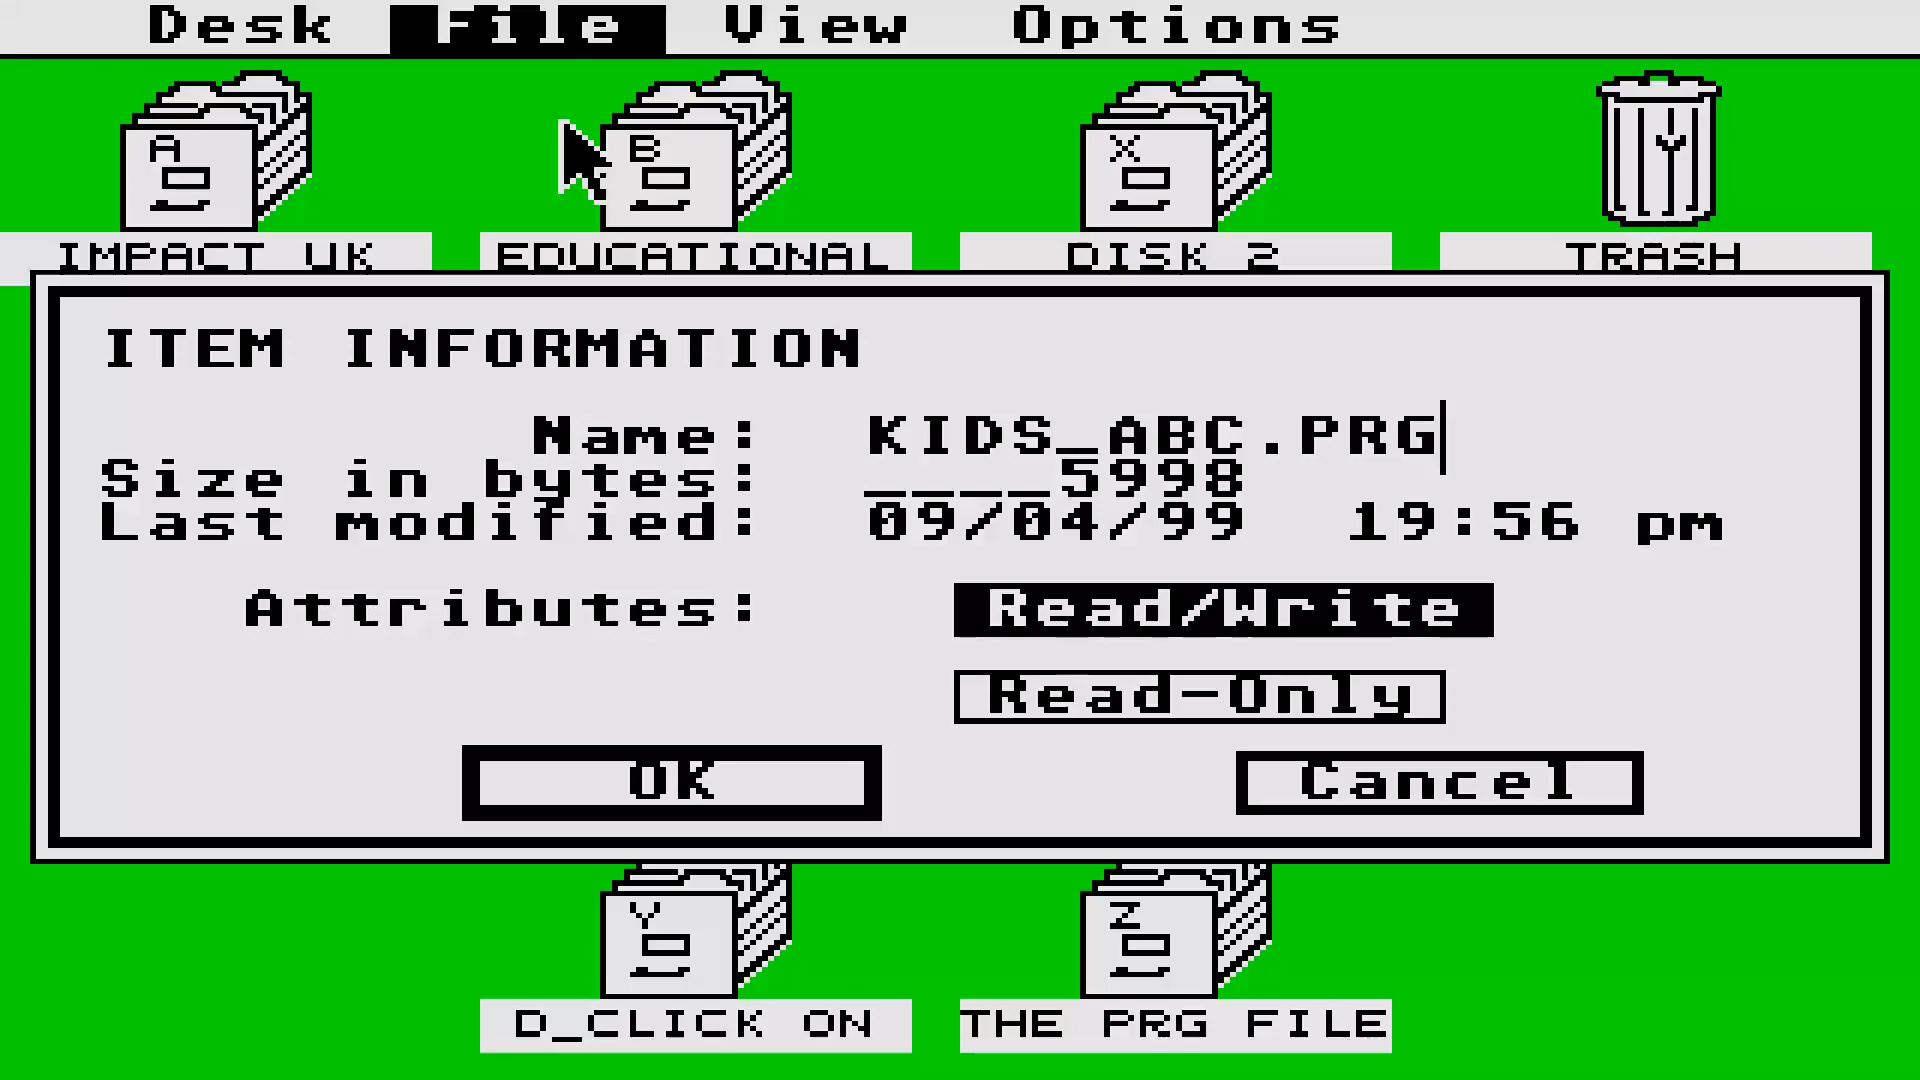 Desk File View Options
A B X
IMPACT UK EDUCATIONAL DISK 2 TRASH
ITEM INFORMATION
Name: KIDS_ABC.PRG
Size in bytes: ____5998
Last modified: 09/04/99 19:56 pm
Attributes: Read/Write
Read-Only
OK Cancel
Y Z
D_CLICK ON THE PRG FILE